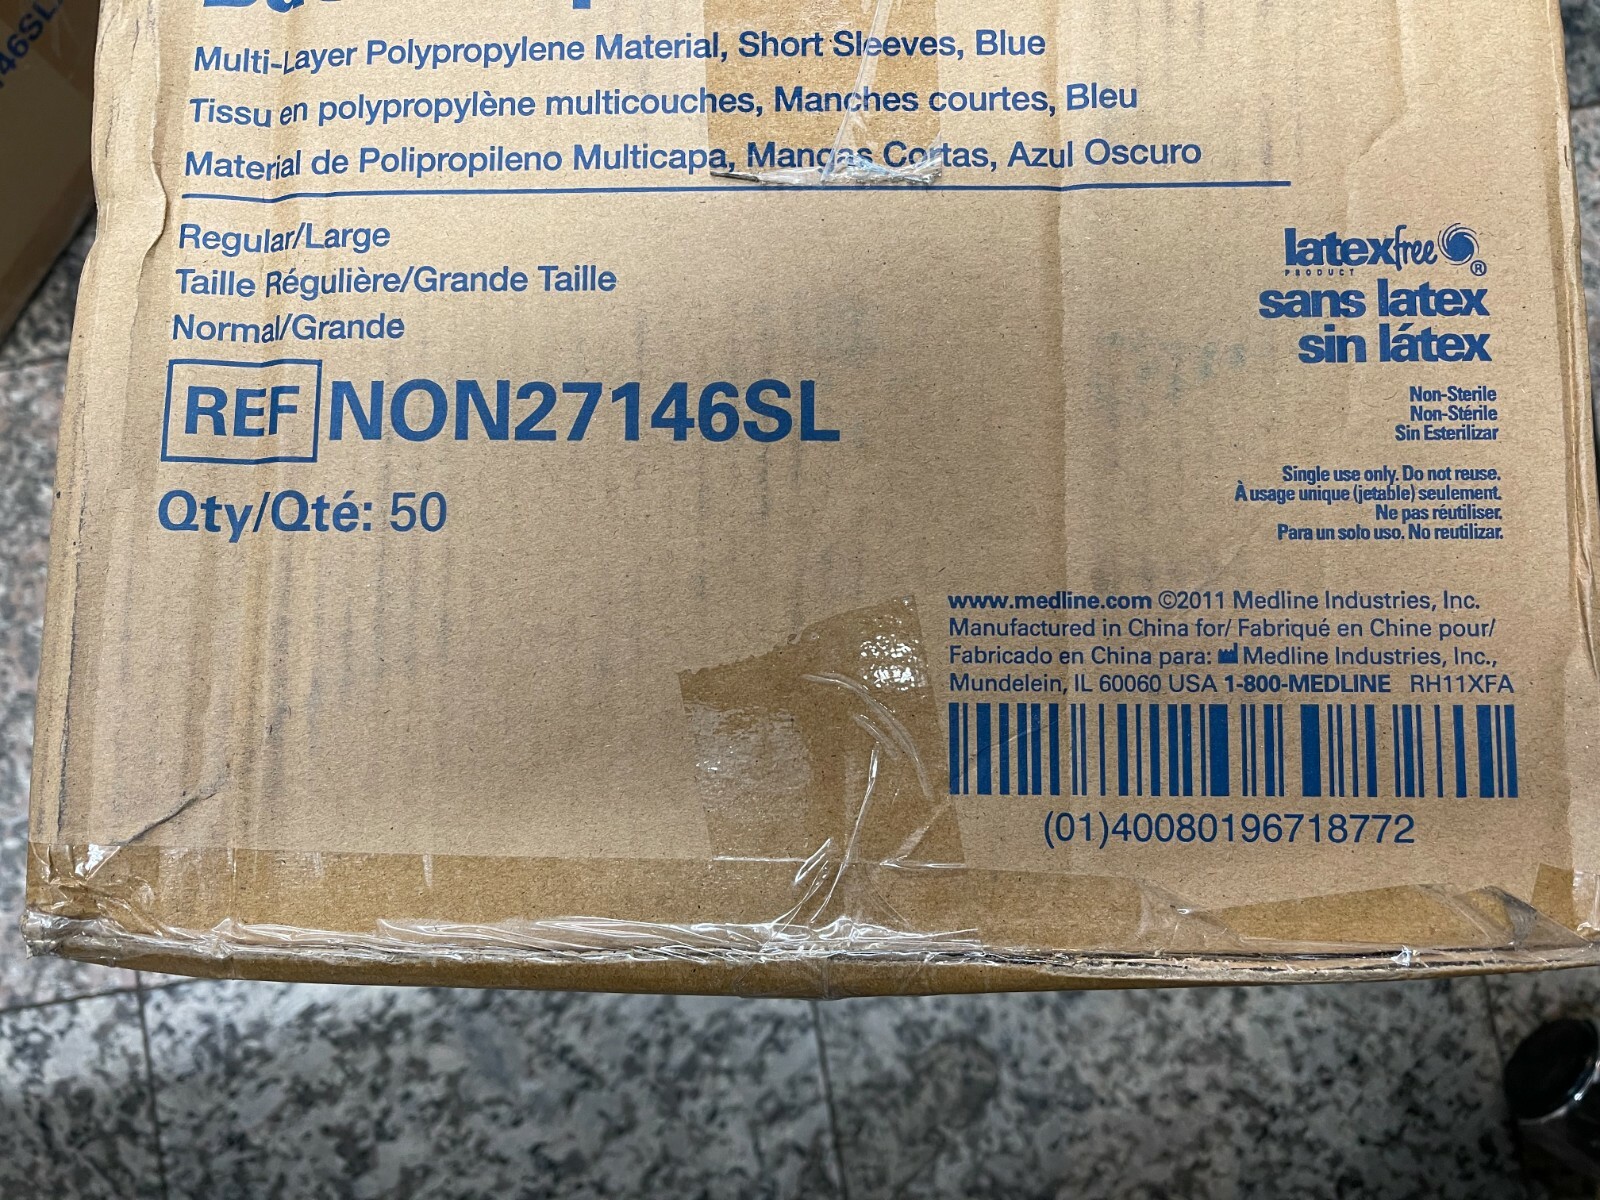 Multi-Layer Polypropylene Material, Short Sleeves, Blue
Tissu en polypropylène multicouches, Manches courtes, Bleu
Material de Polipropileno Multicapa, Mangas Cortas, Azul Oscuro
Regular/Large
Taille Régulière/Grande Taille
Normal/Grande
REF NON27146SL
Qty/Qté: 50
latexfree ®
PRODUCT
sans latex
sin látex
Non-Sterile
Non-Stérile
Sin Esterilizar
Single use only. Do not reuse.
À usage unique (jetable) seulement.
Ne pas réutiliser.
Para un solo uso. No reutilizar.
www.medline.com ©2011 Medline Industries, Inc.
Manufactured in China for/ Fabriqué en Chine pour/
Fabricado en China para: Medline Industries, Inc.,
Mundelein, IL 60060 USA 1-800-MEDLINE RH11XFA
(01)40080196718772